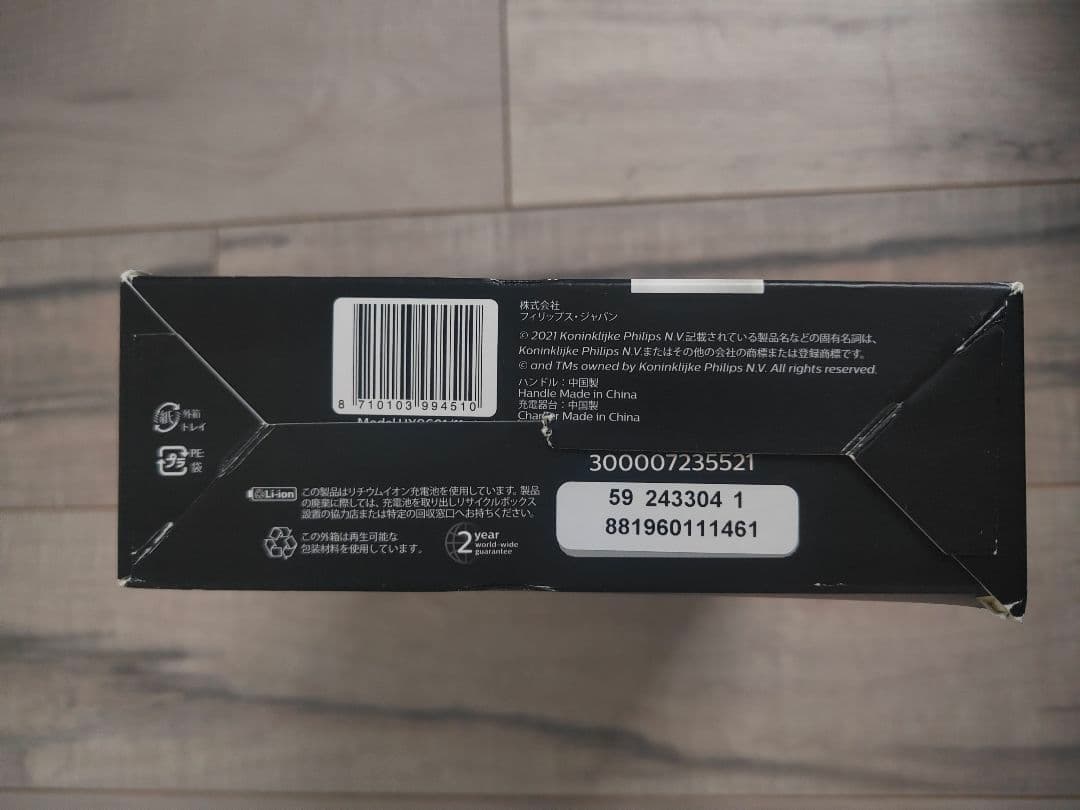 8 710103 994510
株式会社
フィリップス・ジャパン
© 2021 Koninklijke Philips N.V.記載されている製品名などの固有名詞は、
Koninklijke Philips N.V.またはその他の会社の商標または登録商標です。
© and TMs owned by Koninklijke Philips N.V. All rights reserved.
ハンドル：中国製
Handle Made in China
充電器台：中国製
Charger Made in China
紙
外箱
トレイ
プラ
PE
袋
300007235521
59 243304 1
881960111461
Li-ion
この製品はリチウムイオン充電池を使用しています。製品
の廃棄に際しては、充電池を取り出しリサイクルボックス
設置の協力店または特定の回収窓口へお持ちください。
この外箱は再生可能な
包装材料を使用しています。
2 year
world-wide
guarantee